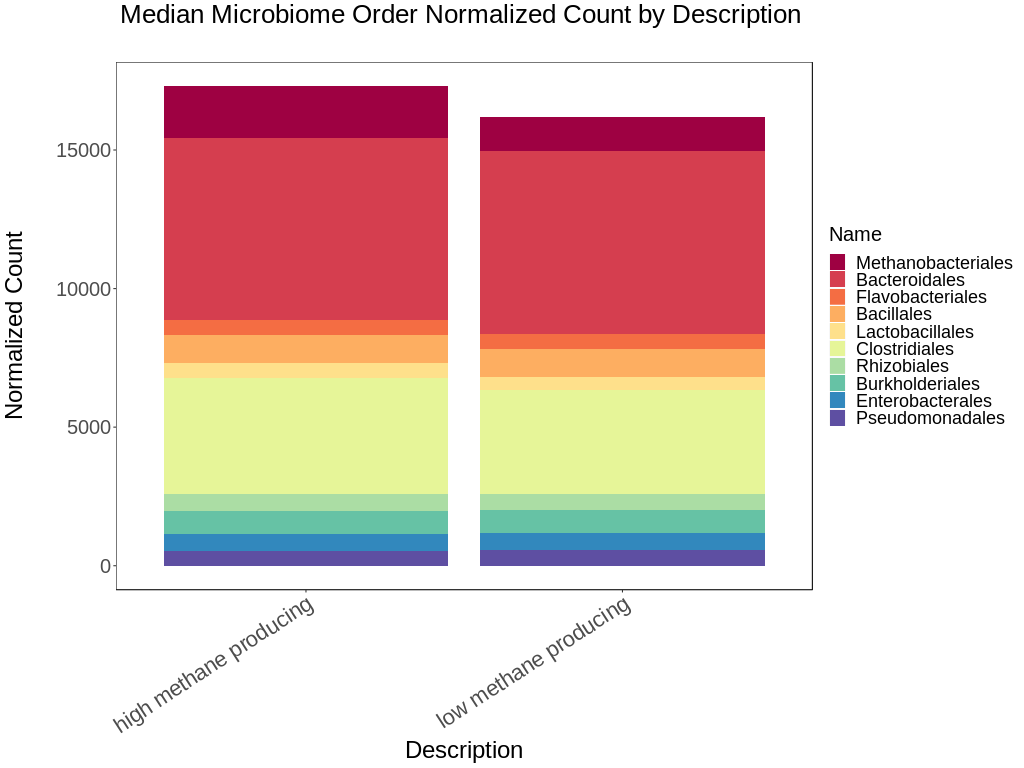 Median Microbiome Order Normalized Count by Description
Normalized Count
15000
10000
5000
0
high methane producing
low methane producing
Description
Name
Methanobacteriales
Bacteroidales
Flavobacteriales
Bacillales
Lactobacillales
Clostridiales
Rhizobiales
Burkholderiales
Enterobacterales
Pseudomonadales